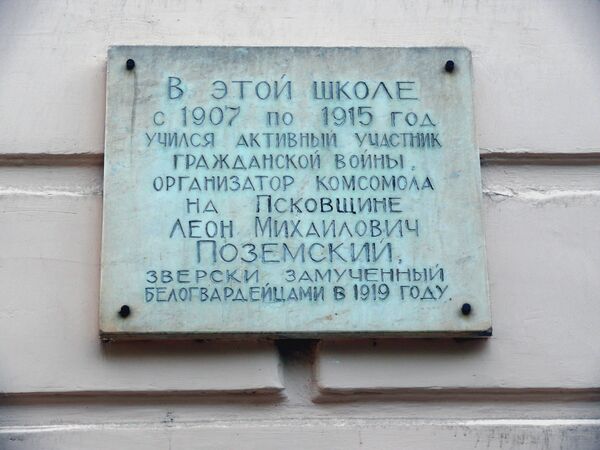 В ЭТОЙ ШКОЛЕ
С 1907 ПО 1915 ГОД
УЧИЛСЯ АКТИВНЫЙ УЧАСТНИК
ГРАЖДАНСКОЙ ВОЙНЫ,
ОРГАНИЗАТОР КОМСОМОЛА
НА ПСКОВЩИНЕ
ЛЕОН МИХАЙЛОВИЧ
ПОЗЕМСКИЙ,
ЗВЕРСКИ ЗАМУЧЕННЫЙ
БЕЛОГВАРДЕЙЦАМИ В 1919 ГОДУ.